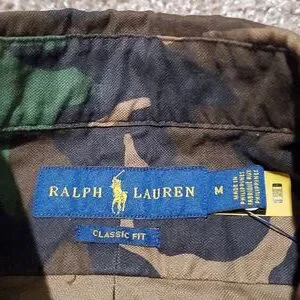 RALPH LAUREN
M
MADE IN
PHILIPPINES
CLASSIC FIT